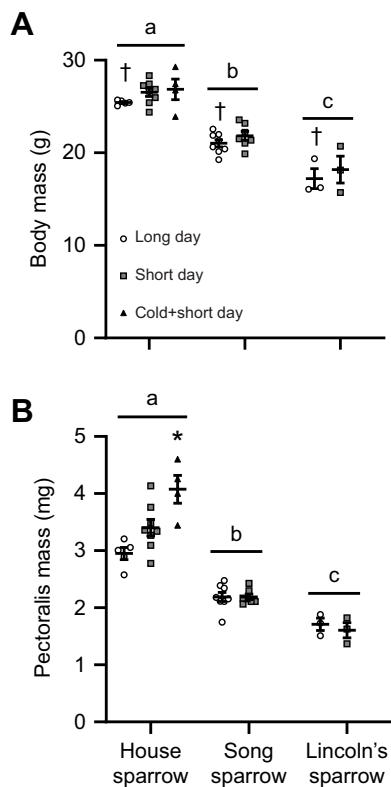 A
a
b
c
†
†
†
30
20
10
0
Body mass (g)
Long day
Short day
Cold+short day
B
a
b
c
*
5
4
3
2
1
0
Pectoralis mass (mg)
House
sparrow
Song
sparrow
Lincoln's
sparrow